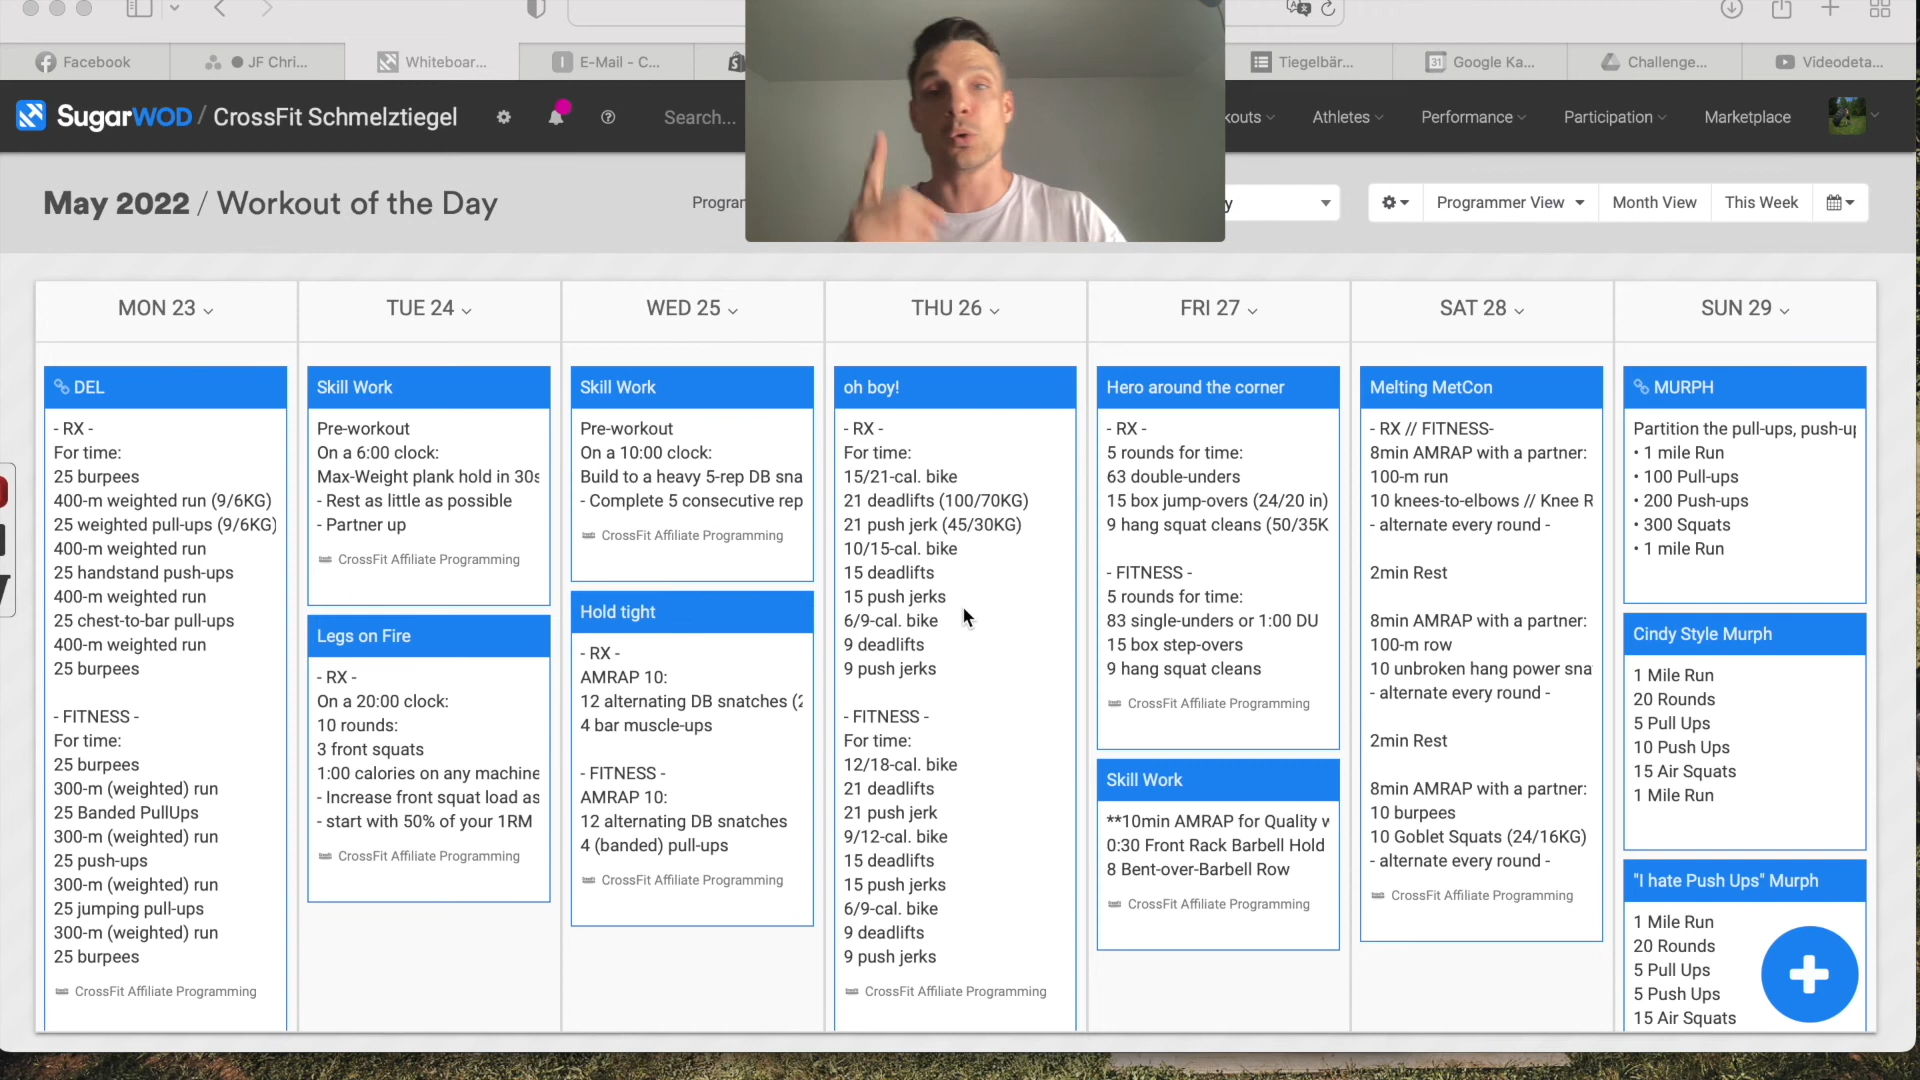 Facebook
JF Chri...
Whiteboar...
E-Mail - C...
Tiegelbär...
31
Google Ka...
Challenge...
Videodeta...
SugarWOD / CrossFit Schmelztiegel
Search...
kouts
Athletes
Performance
Participation
Marketplace
May 2022 / Workout of the Day
Progra
y
Programmer View
Month View
This Week
MON 23
TUE 24
WED 25
THU 26
FRI 27
SAT 28
SUN 29
DEL
- RX -
For time:
25 burpees
400-m weighted run (9/6KG)
25 weighted pull-ups (9/6KG)
400-m weighted run
25 handstand push-ups
400-m weighted run
25 chest-to-bar pull-ups
400-m weighted run
25 burpees
- FITNESS -
For time:
25 burpees
300-m (weighted) run
25 Banded PullUps
300-m (weighted) run
25 push-ups
300-m (weighted) run
25 jumping pull-ups
300-m (weighted) run
25 burpees
CrossFit Affiliate Programming
Skill Work
Pre-workout
On a 6:00 clock:
Max-Weight plank hold in 30s
- Rest as little as possible
- Partner up
CrossFit Affiliate Programming
Legs on Fire
- RX -
On a 20:00 clock:
10 rounds:
3 front squats
1:00 calories on any machine
- Increase front squat load as
- start with 50% of your 1RM
CrossFit Affiliate Programming
Skill Work
Pre-workout
On a 10:00 clock:
Build to a heavy 5-rep DB sna
- Complete 5 consecutive rep
CrossFit Affiliate Programming
Hold tight
- RX -
AMRAP 10:
12 alternating DB snatches (2
4 bar muscle-ups
- FITNESS -
AMRAP 10:
12 alternating DB snatches
4 (banded) pull-ups
CrossFit Affiliate Programming
oh boy!
- RX -
For time:
15/21-cal. bike
21 deadlifts (100/70KG)
21 push jerk (45/30KG)
10/15-cal. bike
15 deadlifts
15 push jerks
6/9-cal. bike
9 deadlifts
9 push jerks
- FITNESS -
For time:
12/18-cal. bike
21 deadlifts
21 push jerk
9/12-cal. bike
15 deadlifts
15 push jerks
6/9-cal. bike
9 deadlifts
9 push jerks
CrossFit Affiliate Programming
Hero around the corner
- RX -
5 rounds for time:
63 double-unders
15 box jump-overs (24/20 in)
9 hang squat cleans (50/35K
- FITNESS -
5 rounds for time:
83 single-unders or 1:00 DU
15 box step-overs
9 hang squat cleans
CrossFit Affiliate Programming
Skill Work
**10min AMRAP for Quality w
0:30 Front Rack Barbell Hold
8 Bent-over-Barbell Row
CrossFit Affiliate Programming
Melting MetCon
- RX // FITNESS-
8min AMRAP with a partner:
100-m run
10 knees-to-elbows // Knee R
- alternate every round -
2min Rest
8min AMRAP with a partner:
100-m row
10 unbroken hang power sna
- alternate every round -
2min Rest
8min AMRAP with a partner:
10 burpees
10 Goblet Squats (24/16KG)
- alternate every round -
CrossFit Affiliate Programming
MURPH
Partition the pull-ups, push-up
• 1 mile Run
• 100 Pull-ups
• 200 Push-ups
• 300 Squats
• 1 mile Run
Cindy Style Murph
1 Mile Run
20 Rounds
5 Pull Ups
10 Push Ups
15 Air Squats
1 Mile Run
"I hate Push Ups" Murph
1 Mile Run
20 Rounds
5 Pull Ups
5 Push Ups
15 Air Squats